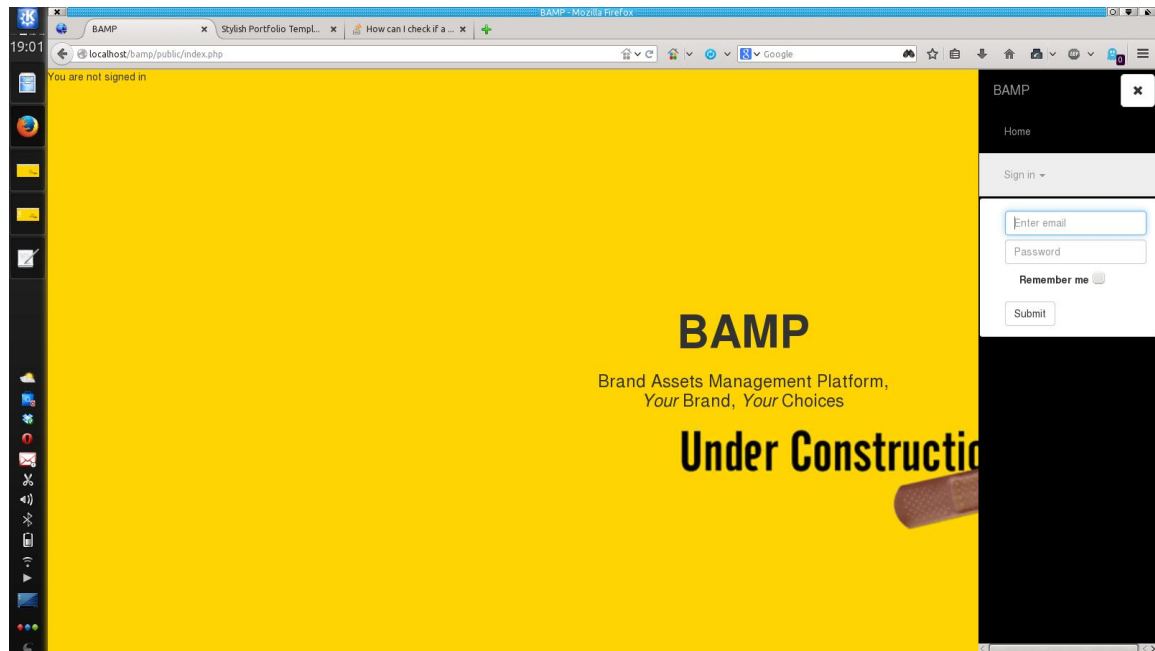 BAMP - Mozilla Firefox
BAMP
Stylish Portfolio Templ...
How can I check if a ...
19:01
localhost/bamp/public/index.php
Google
0
You are not signed in
BAMP
Home
Sign in
Enter email
Password
Remember me
Submit
BAMP
Brand Assets Management Platform,
Your Brand, Your Choices
Under Constructio